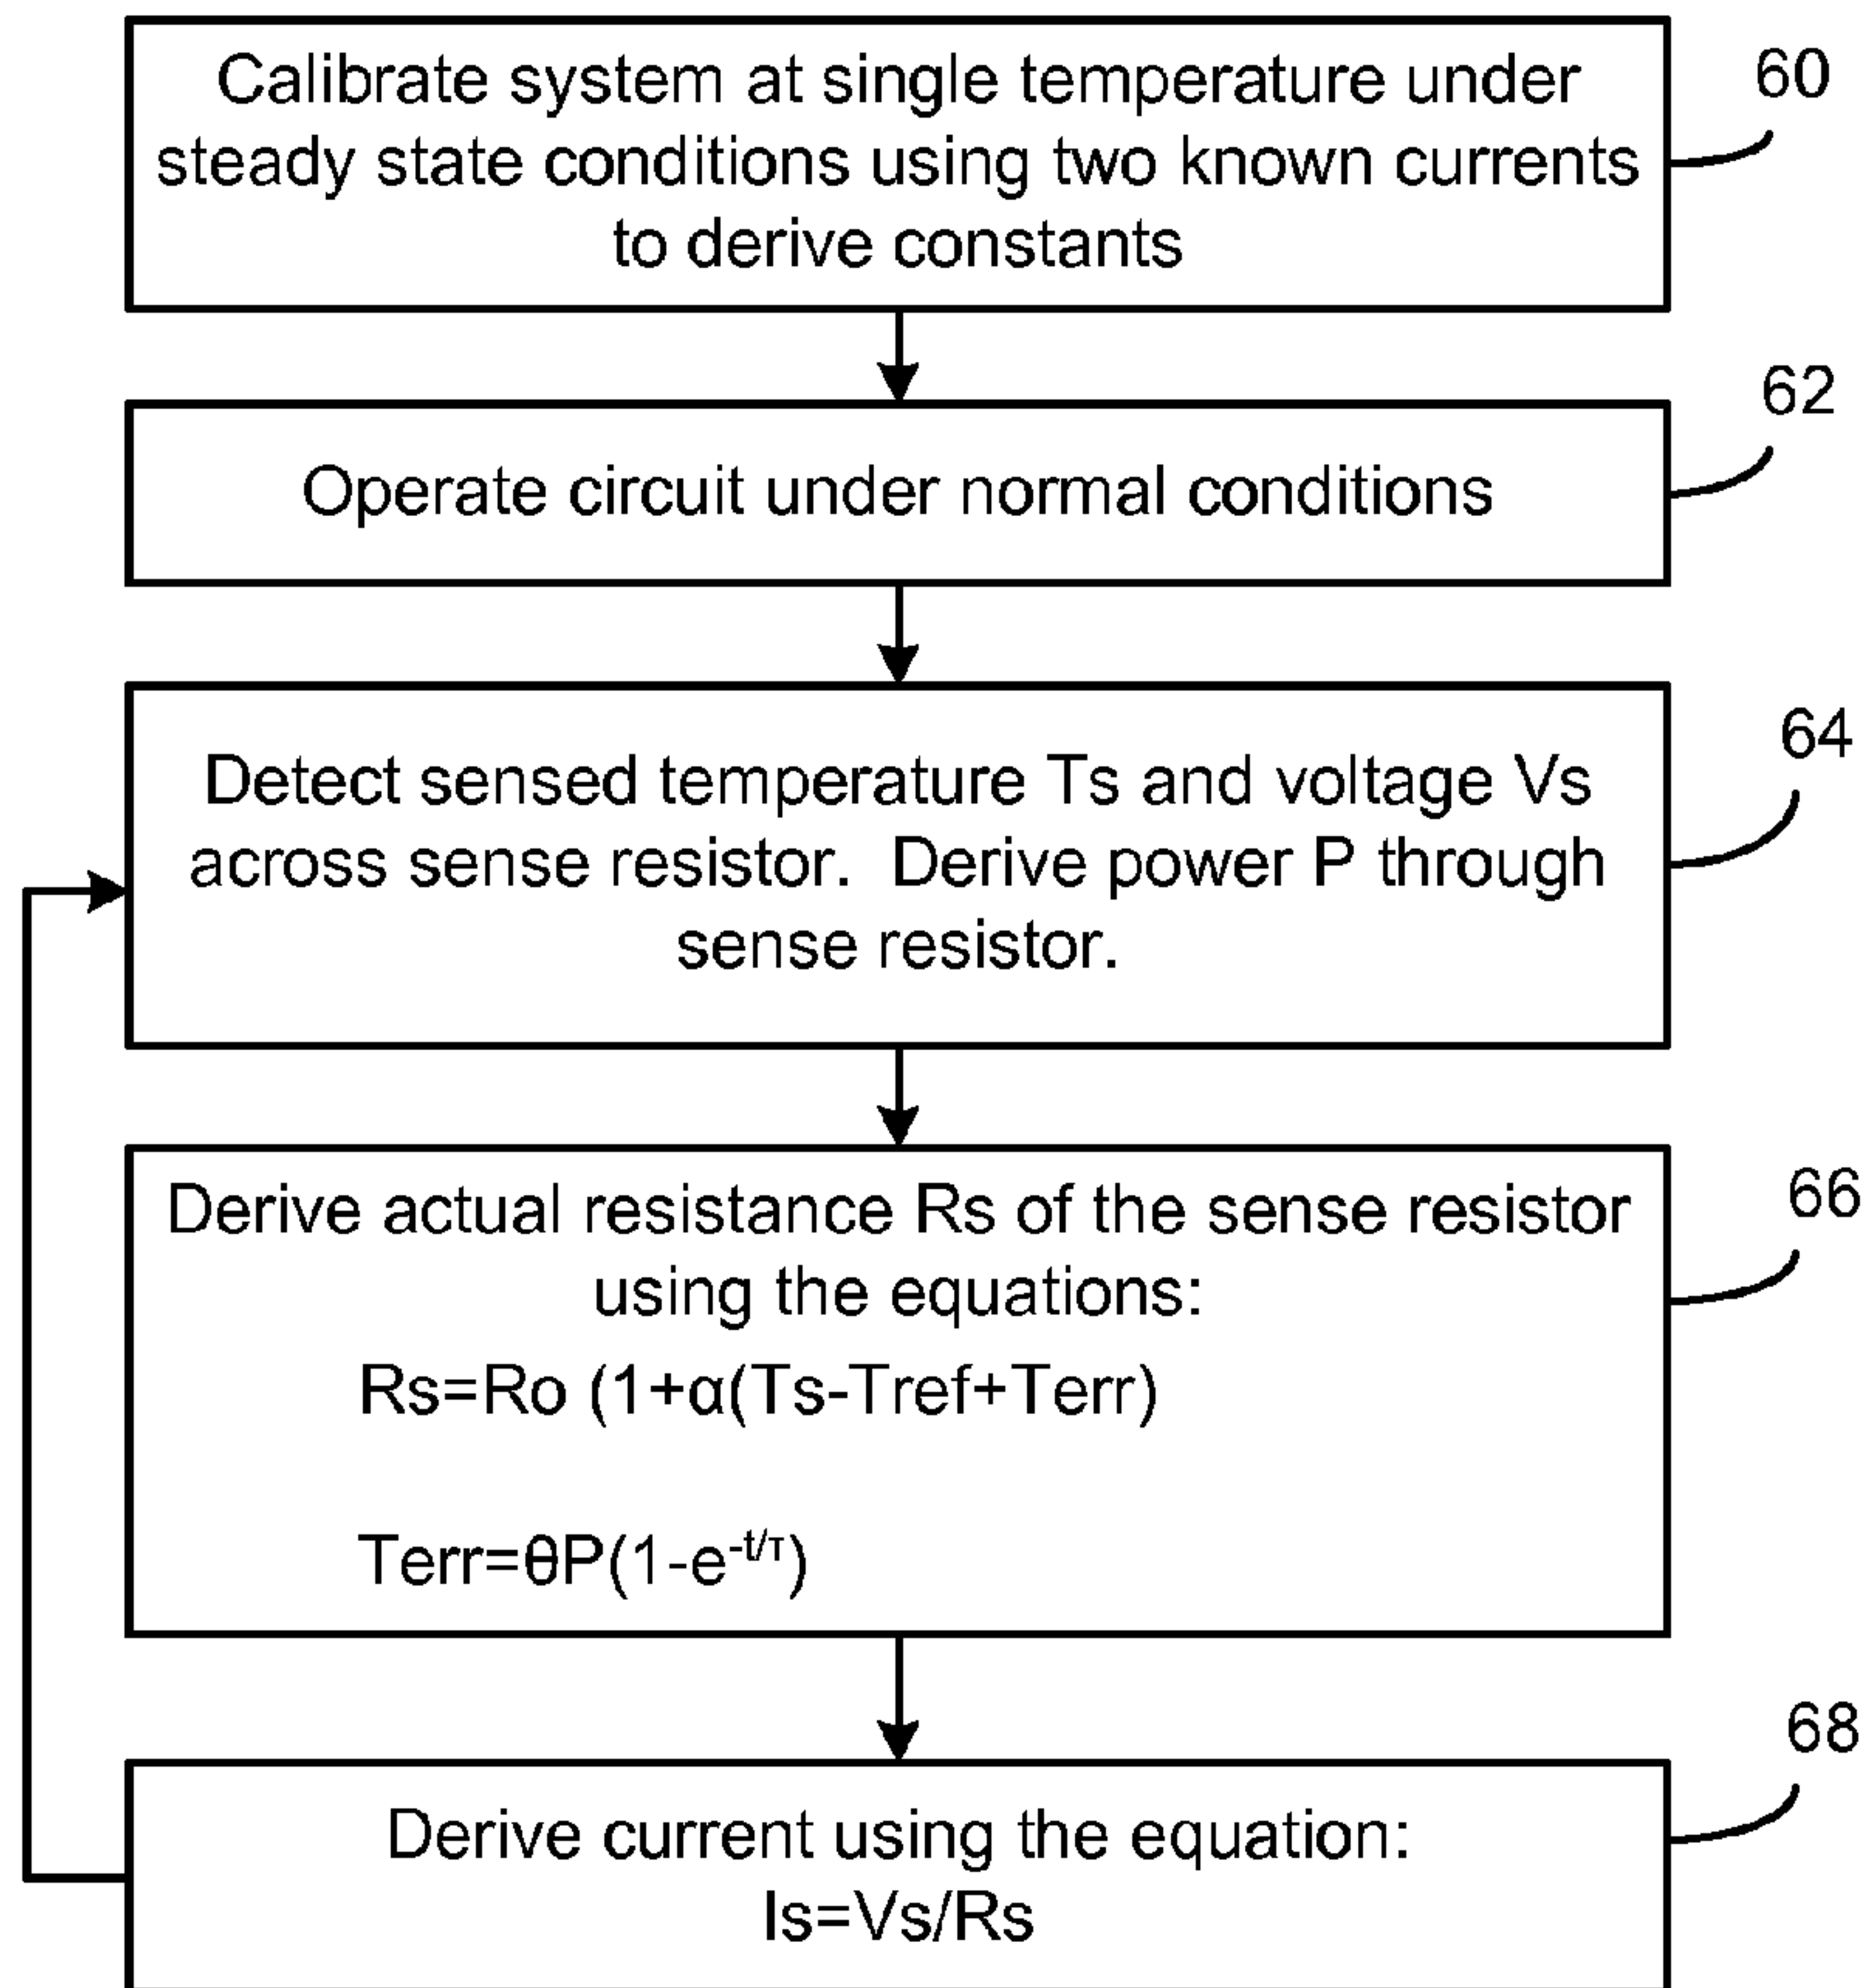 Calibrate system at single temperature under
steady state conditions using two known currents
to derive constants
60
Operate circuit under normal conditions
62
Detect sensed temperature Ts and voltage Vs
across sense resistor.  Derive power P through
sense resistor.
64
Derive actual resistance Rs of the sense resistor
using the equations:
Rs=Ro (1+α(Ts-Tref+Terr)
Terr=θP(1-e^-t/τ)
66
Derive current using the equation:
Is=Vs/Rs
68